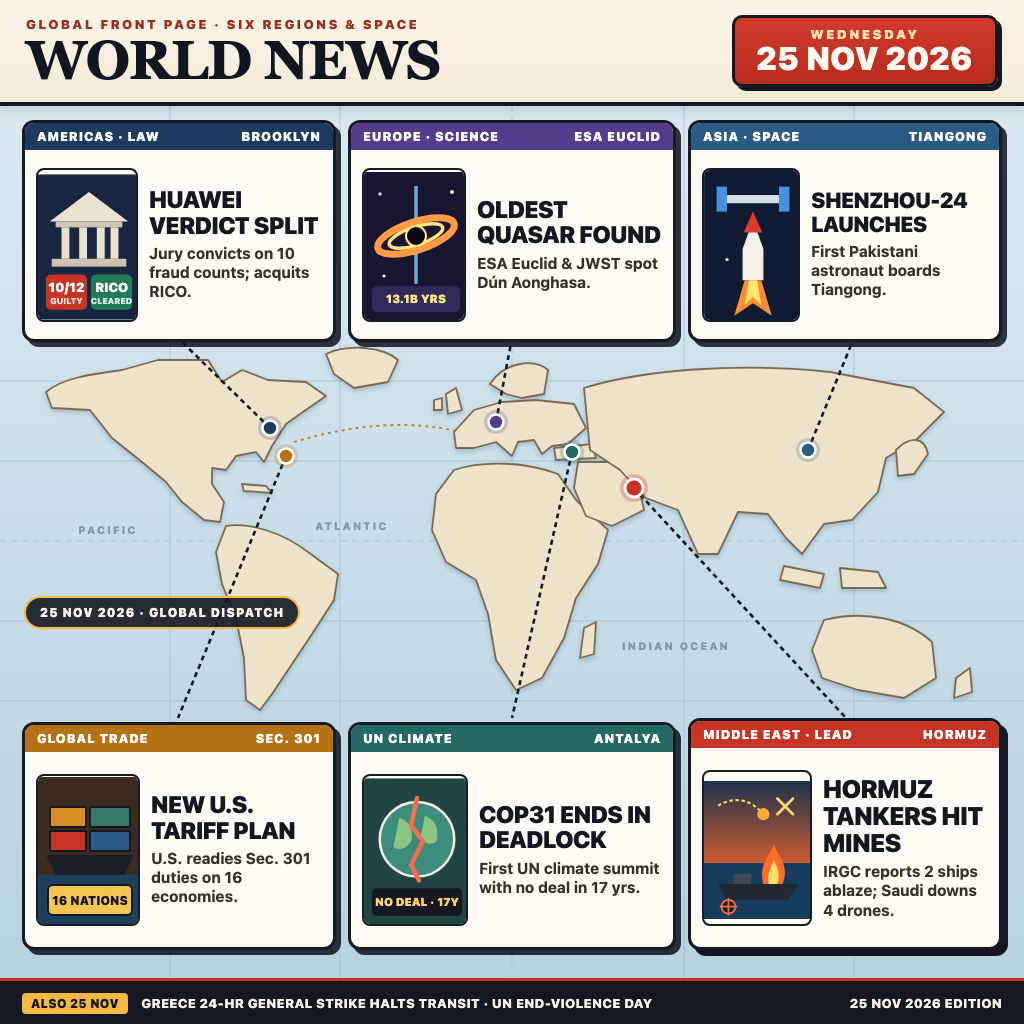 GLOBAL FRONT PAGE · SIX REGIONS & SPACE
WORLD NEWS
WEDNESDAY
25 NOV 2026
AMERICAS · LAW
BROOKLYN
HUAWEI
VERDICT SPLIT
Jury convicts on 10
fraud counts; acquits
RICO.
10/12
GUILTY
RICO
CLEARED
EUROPE · SCIENCE
ESA EUCLID
OLDEST
QUASAR FOUND
ESA Euclid & JWST spot
Dún Aonghasa.
13.1B YRS
ASIA · SPACE
TIANGONG
SHENZHOU-24
LAUNCHES
First Pakistani
astronaut boards
Tiangong.
PACIFIC
ATLANTIC
25 NOV 2026 · GLOBAL DISPATCH
INDIAN OCEAN
GLOBAL TRADE
SEC. 301
NEW U.S.
TARIFF PLAN
U.S. readies Sec. 301
duties on 16
economies.
16 NATIONS
UN CLIMATE
ANTALYA
COP31 ENDS IN
DEADLOCK
First UN climate summit
with no deal in 17 yrs.
NO DEAL · 17Y
MIDDLE EAST · LEAD
HORMUZ
HORMUZ
TANKERS HIT
MINES
IRGC reports 2 ships
ablaze; Saudi downs
4 drones.
ALSO 25 NOV
GREECE 24-HR GENERAL STRIKE HALTS TRANSIT · UN END-VIOLENCE DAY
25 NOV 2026 EDITION